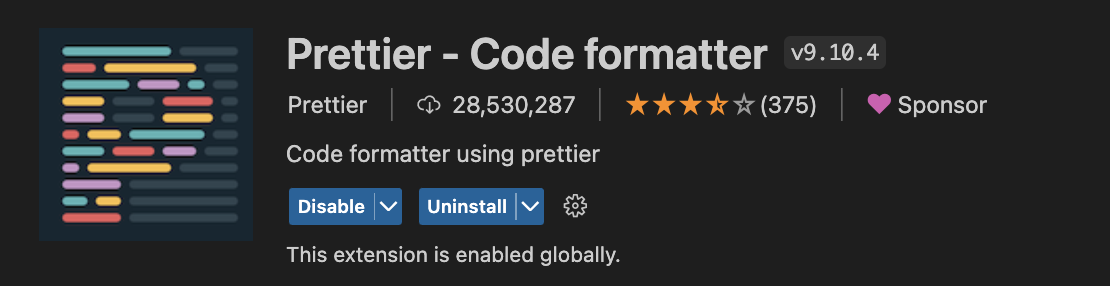 Prettier - Code formatter v9.10.4
Prettier 28,530,287 (375) Sponsor
Code formatter using prettier
Disable Uninstall
This extension is enabled globally.